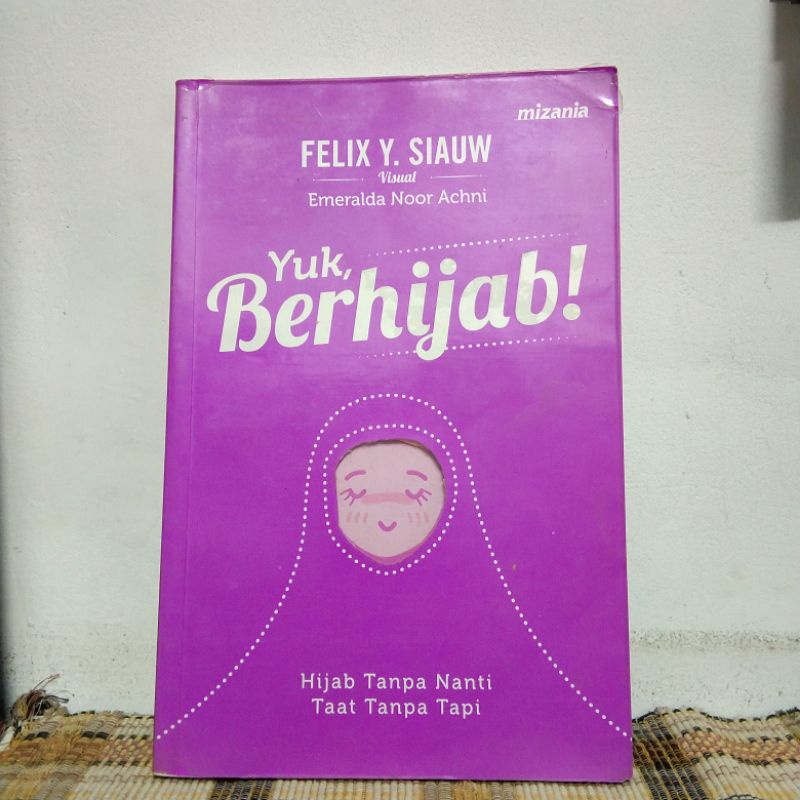 mizania
FELIX Y. SIAUW
Visual
Emeralda Noor Achni
Yuk,
Berhijab!
Hijab Tanpa Nanti
Taat Tanpa Tapi